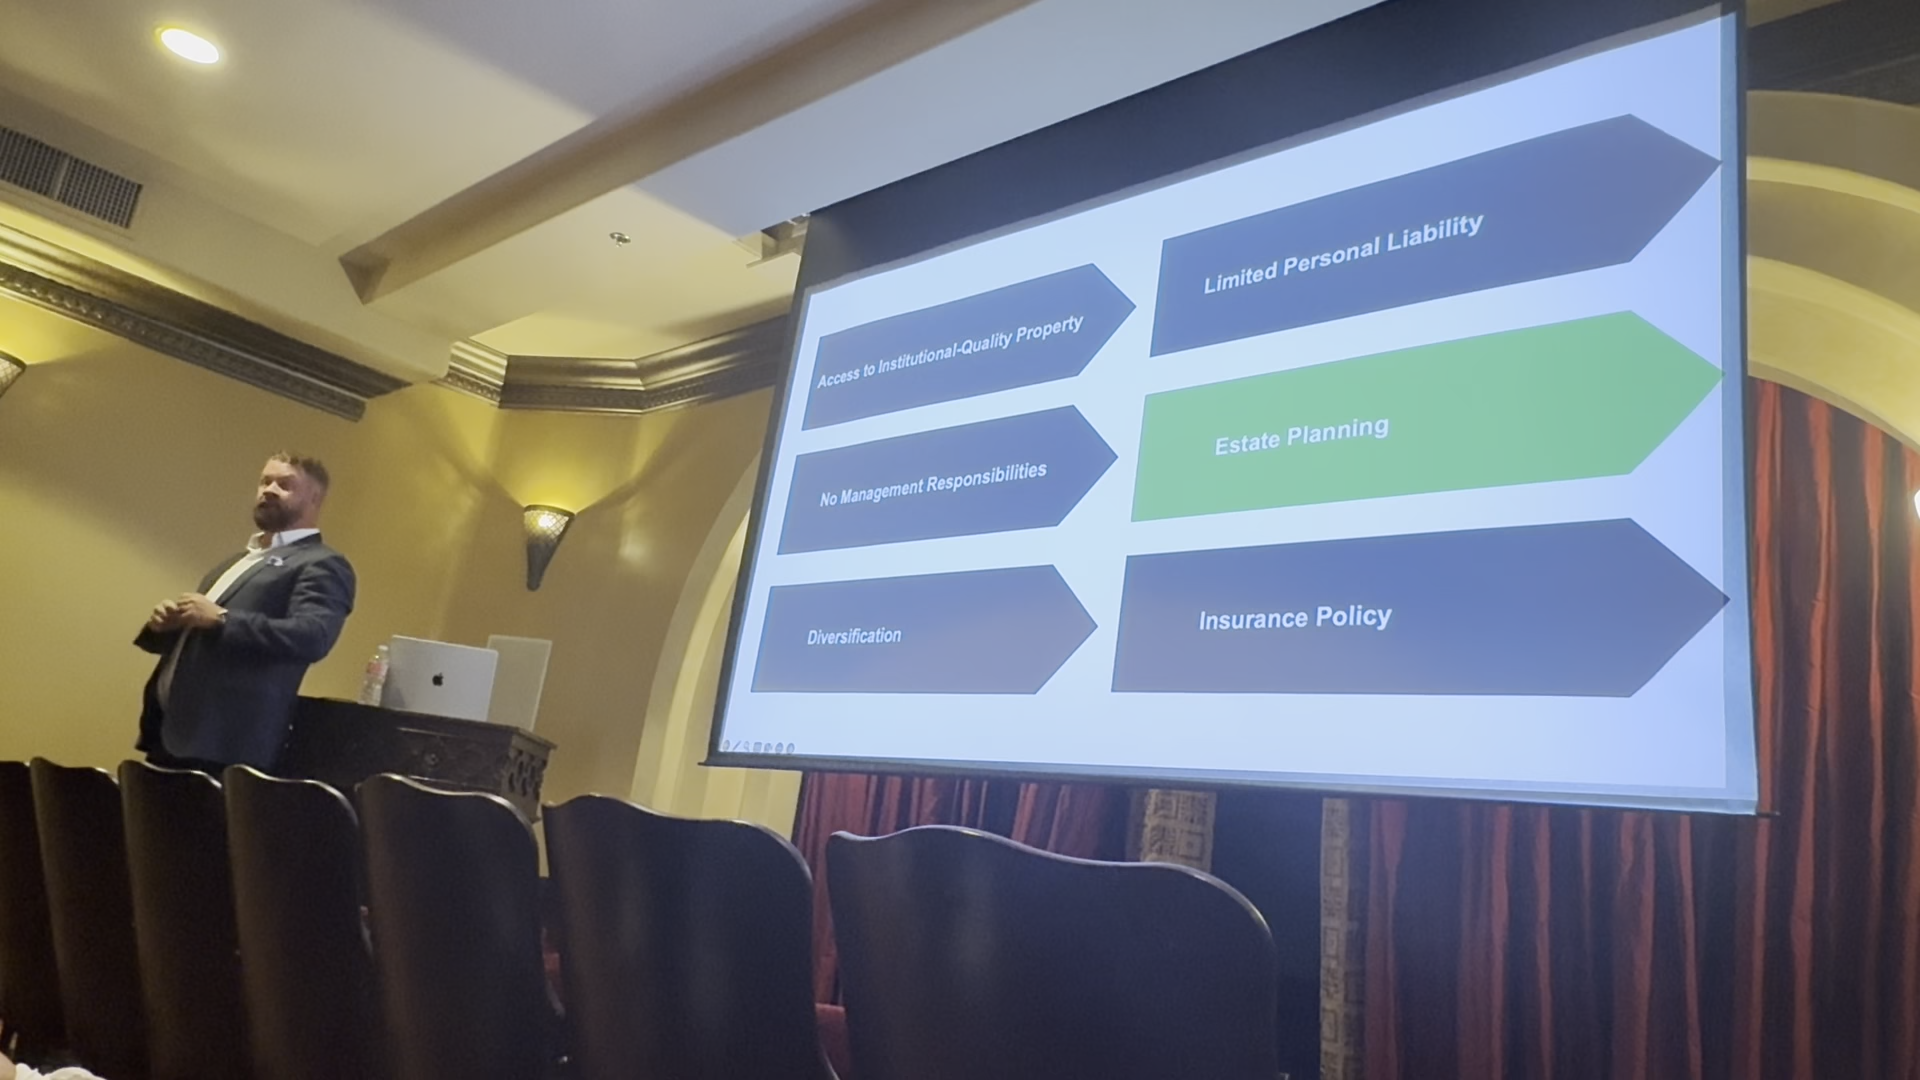 Access to Institutional-Quality Property
No Management Responsibilities
Diversification
Limited Personal Liability
Estate Planning
Insurance Policy